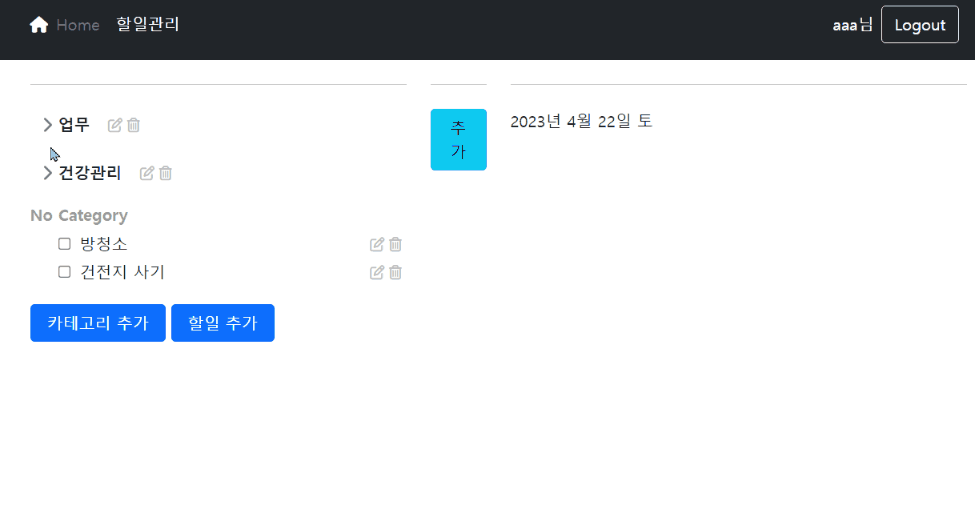 Home 할일관리 aaa님 Logout
업무
건강관리
No Category
방청소
건전지 사기
카테고리 추가 할일 추가
추
가
2023년 4월 22일 토